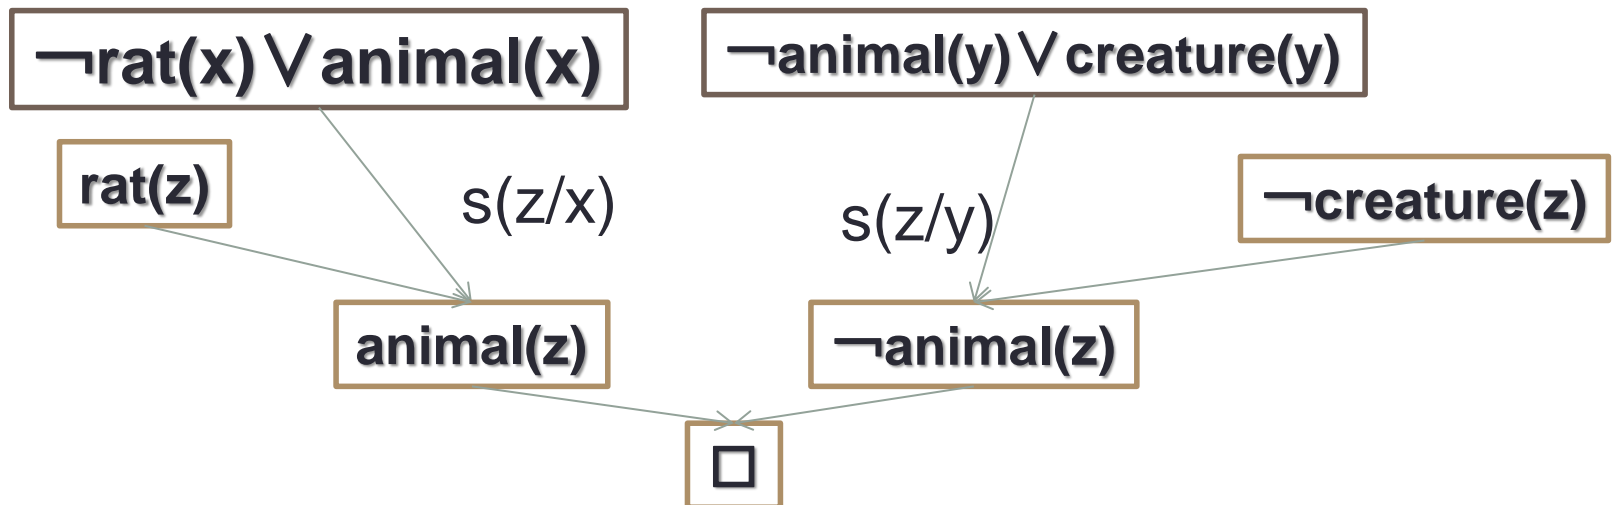 ¬rat(x)∨animal(x)
¬animal(y)∨creature(y)
rat(z)
s(z/x)
s(z/y)
¬creature(z)
animal(z)
¬animal(z)
□